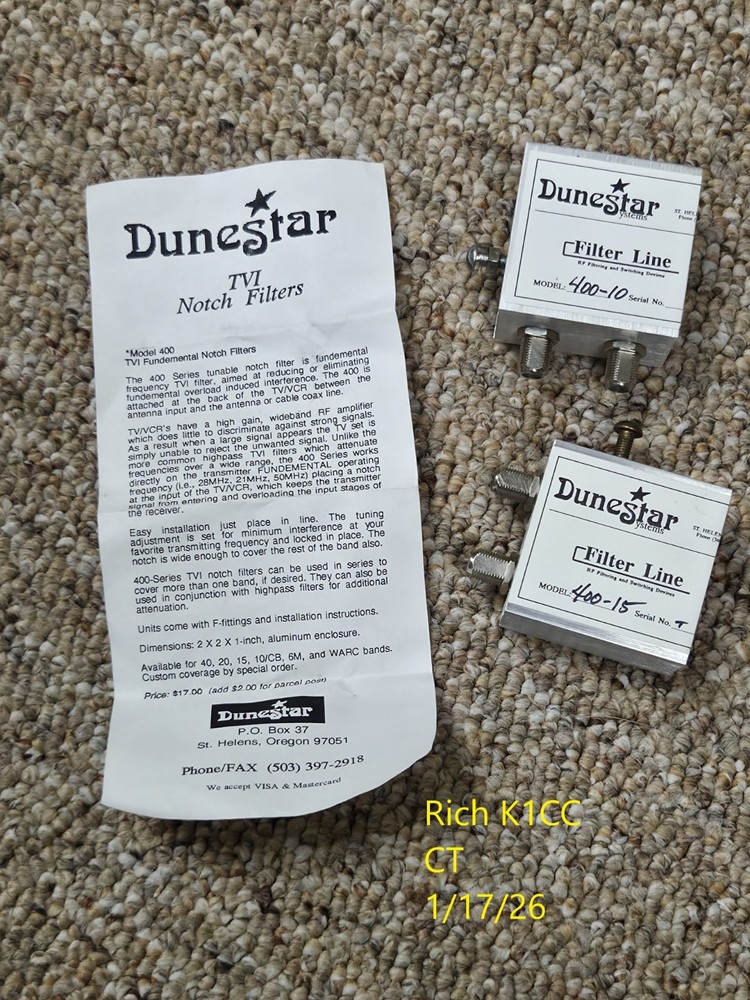 DuneStar
TVI
Notch Filters
*Model 400
TVI Fundemental Notch Filters
The 400 Series tunable notch filter is fundemental
frequency TVI filter, aimed at reducing or eliminating
fundemental overload induced interference. The 400 is
attached at the back of the TV/VCR between the
antenna input and the antenna or cable coax line.
TV/VCR's have a high gain, wideband RF amplifier
which does little to discriminate against strong signals.
As a result when a large signal appears the TV set is
simply unable to reject the unwanted signal. Unlike the
more common highpass TVI filters which attenuate
frequencies over a wide range, the 400 Series works
directly on the transmitter FUNDEMENTAL operating
frequency (i.e., 28MHz, 21MHz, 50MHz) placing a notch
at the input of the TV/VCR, which keeps the transmitter
signal from entering and overloading the input stages of
the receiver.
Easy installation just place in line. The tuning
adjustment is set for minimum interference at your
favorite transmitting frequency and locked in place. The
notch is wide enough to cover the rest of the band also.
400-Series TVI notch filters can be used in series to
cover more than one band, if desired. They can also be
used in conjunction with highpass filters for additional
attenuation.
Units come with F-fittings and installation instructions.
Dimensions: 2 X 2 X 1-inch, aluminum enclosure.
Available for 40, 20, 15, 10/CB, 6M, and WARC bands.
Custom coverage by special order.
Price: $17.00 (add $2.00 for parcel post)
DuneStar
P.O. Box 37
St. Helens, Oregon 97051
Phone/FAX (503) 397-2918
We accept VISA & Mastercard
DuneStar
ystems
ST. HEL
Phone (5
Filter Line
RF Filtering and Switching Devices
MODEL: 400-10 Serial No.
DuneStar
ystems
ST. HELE
Phone (5
Filter Line
RF Filtering and Switching Devices
MODEL: 400-15 Serial No.
Rich K1CC
CT
1/17/26